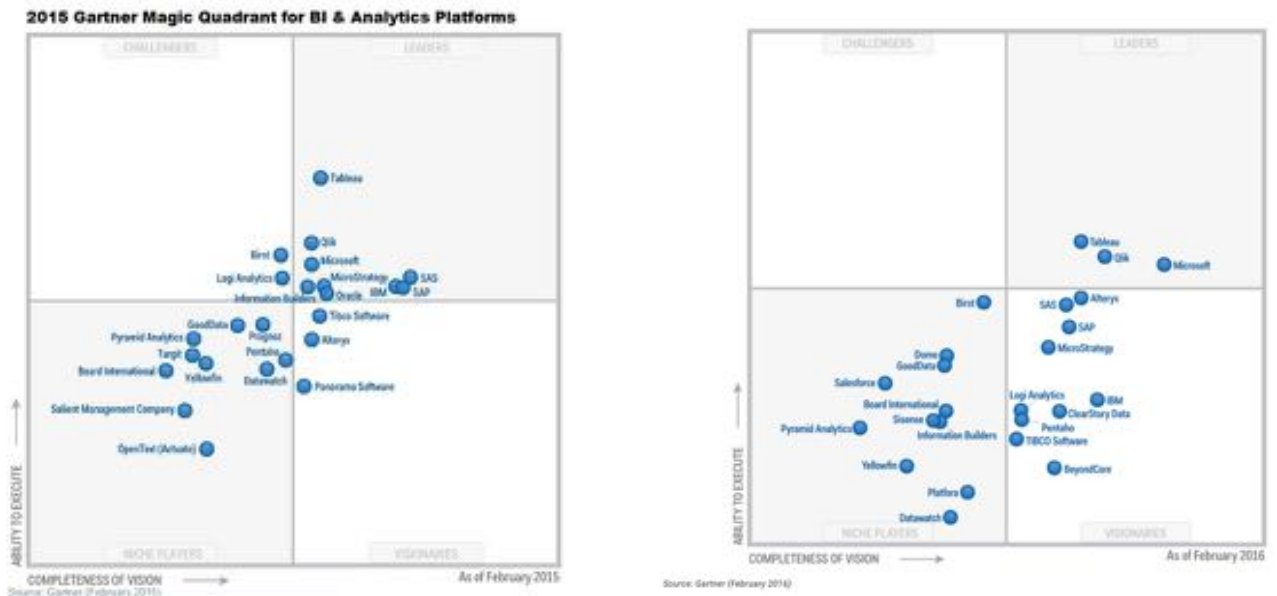 2015 Gartner Magic Quadrant for BI & Analytics Platforms
CHALLENGERS
LEADERS
Tableau
Qlik
Birst
Microsoft
Logi Analytics
MicroStrategy
SAS
Information Builders
Oracle
IBM
SAP
Tibco Software
GoodData
Prognoz
Pyramid Analytics
Alteryx
Targit
Pentaho
Board International
Yellowfin
Datawatch
Panorama Software
Salient Management Company
OpenText (Actuate)
NICHE PLAYERS
VISIONARIES
ABILITY TO EXECUTE
COMPLETENESS OF VISION
As of February 2015
Source: Gartner (February 2015)
CHALLENGERS
LEADERS
Tableau
Qlik
Microsoft
Birst
SAS
Alteryx
SAP
MicroStrategy
Domo
GoodData
Salesforce
Logi Analytics
IBM
Board International
ClearStory Data
Sisense
Pentaho
Pyramid Analytics
Information Builders
TIBCO Software
Yellowfin
BeyondCore
Platfora
Datawatch
NICHE PLAYERS
VISIONARIES
ABILITY TO EXECUTE
COMPLETENESS OF VISION
As of February 2016
Source: Gartner (February 2016)